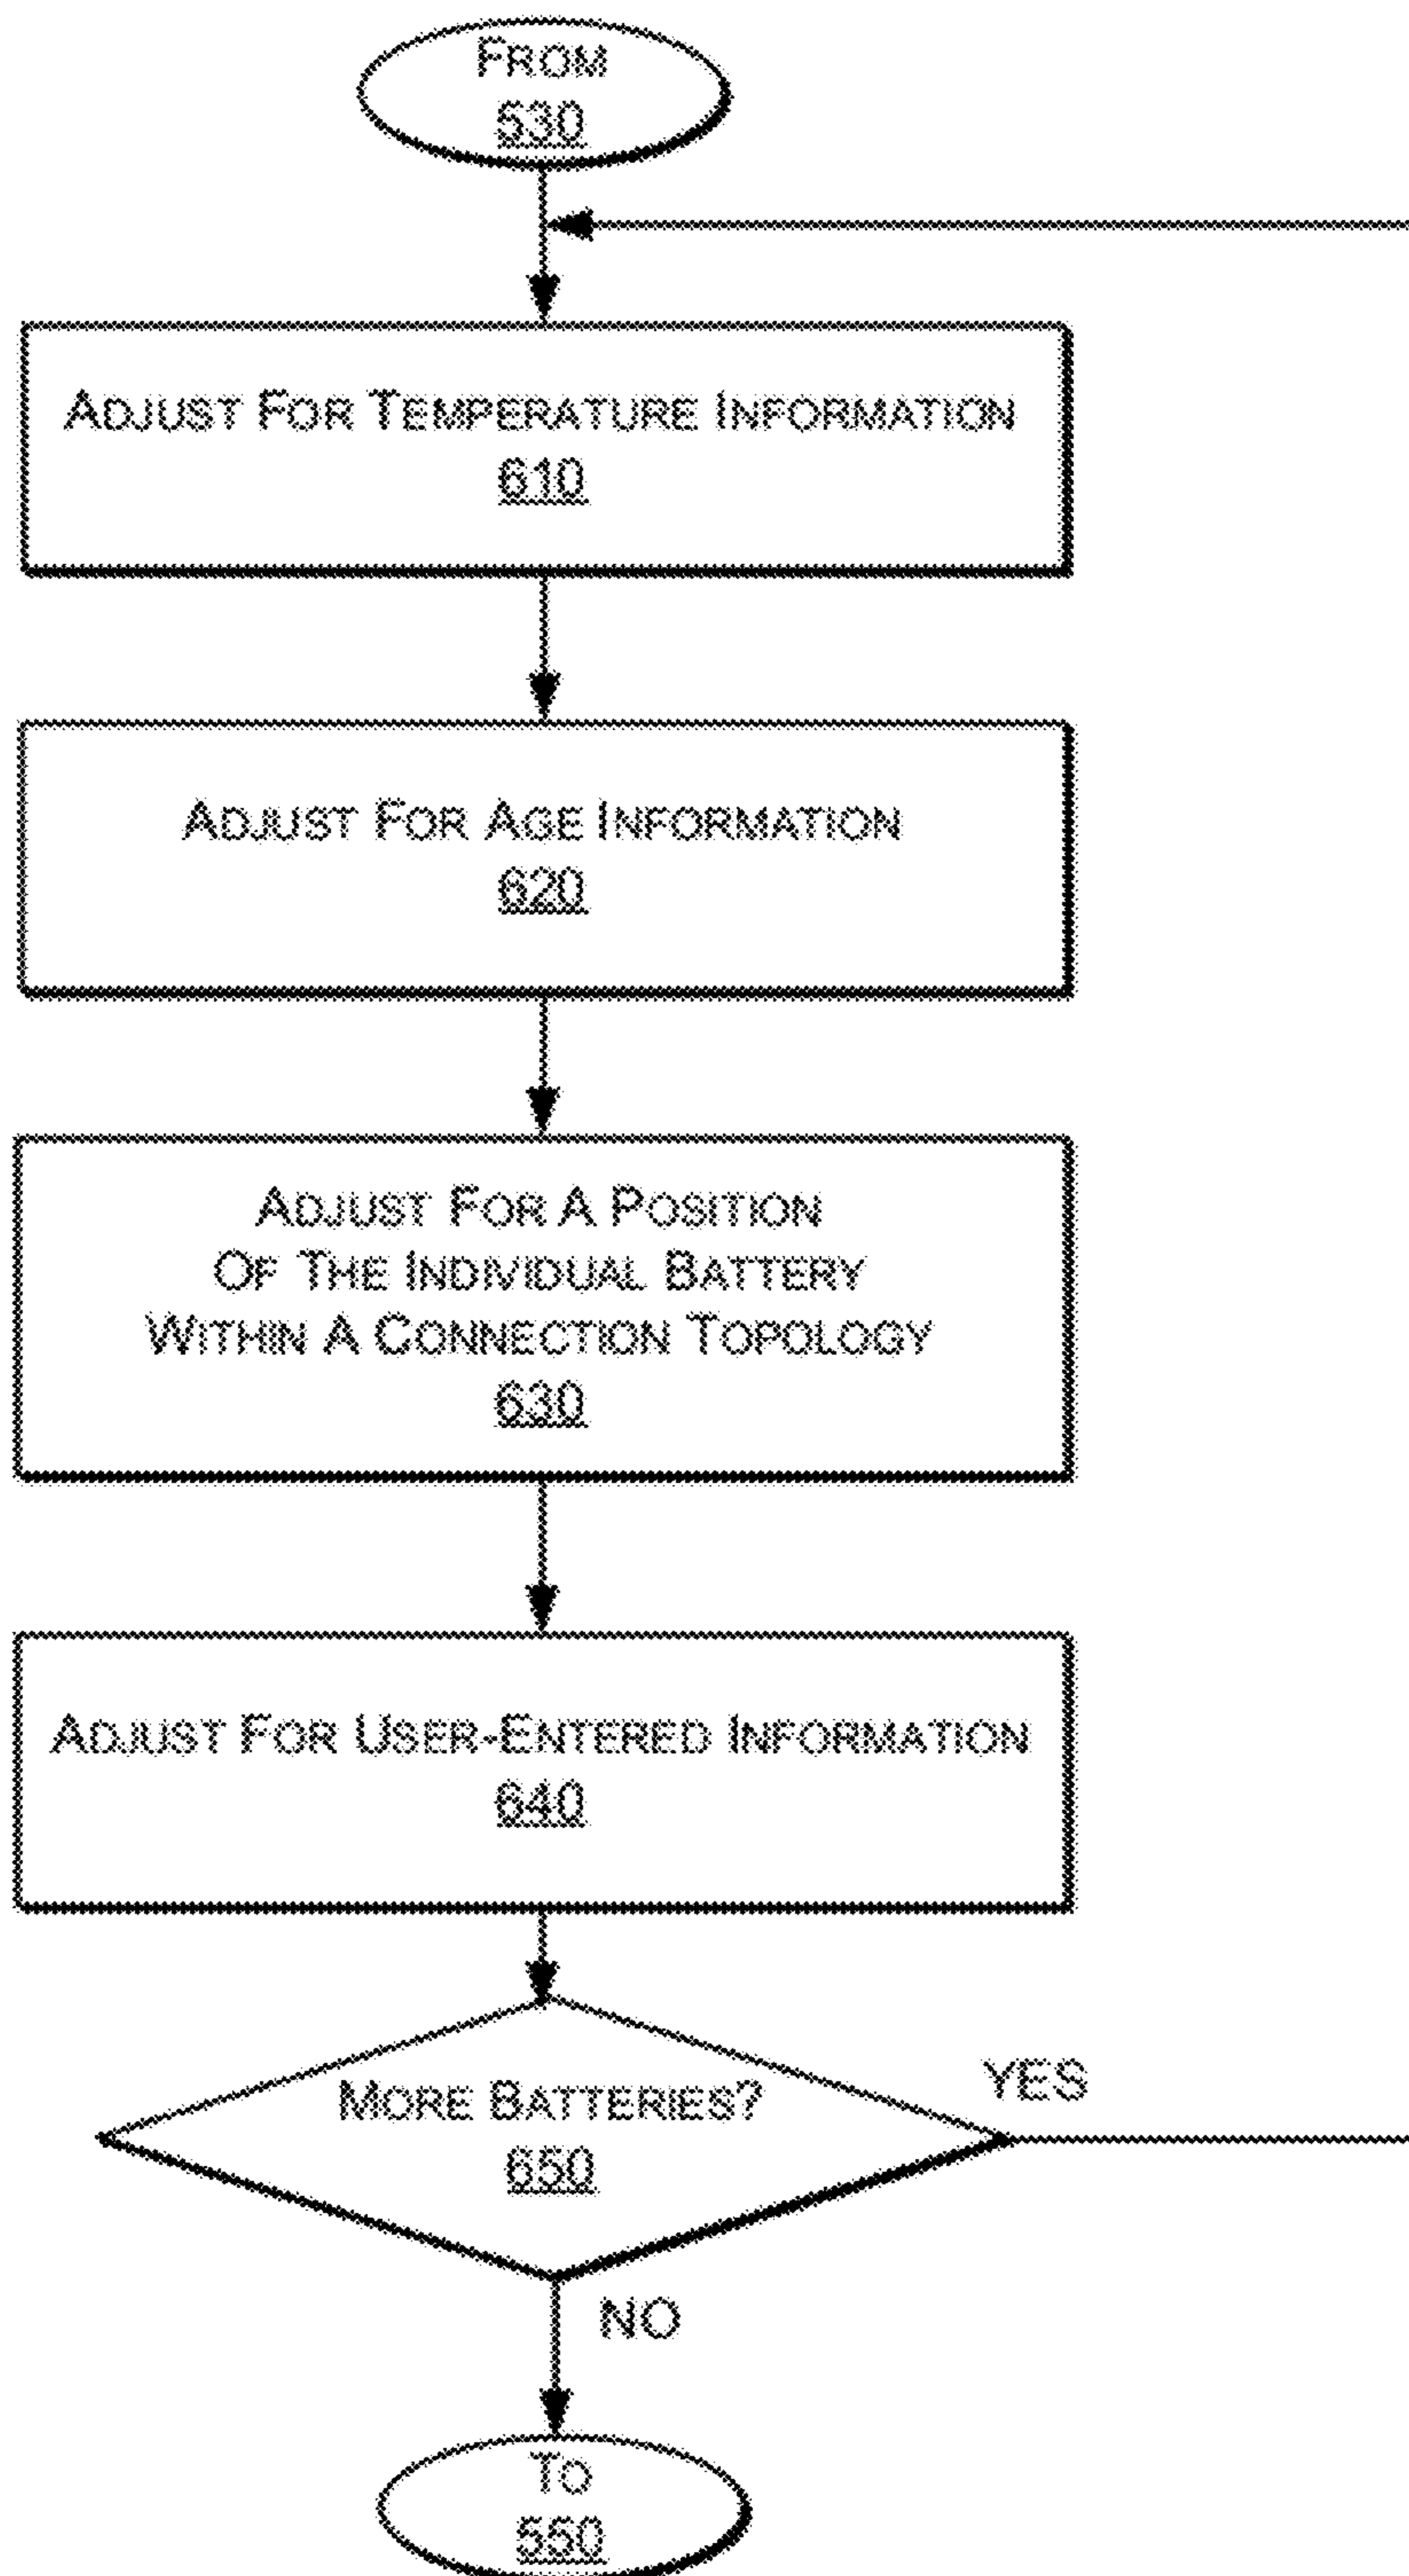 FROM
530
ADJUST FOR TEMPERATURE INFORMATION
610
ADJUST FOR AGE INFORMATION
620
ADJUST FOR A POSITION
OF THE INDIVIDUAL BATTERY
WITHIN A CONNECTION TOPOLOGY
630
ADJUST FOR USER-ENTERED INFORMATION
640
MORE BATTERIES?
650
YES
NO
TO
550